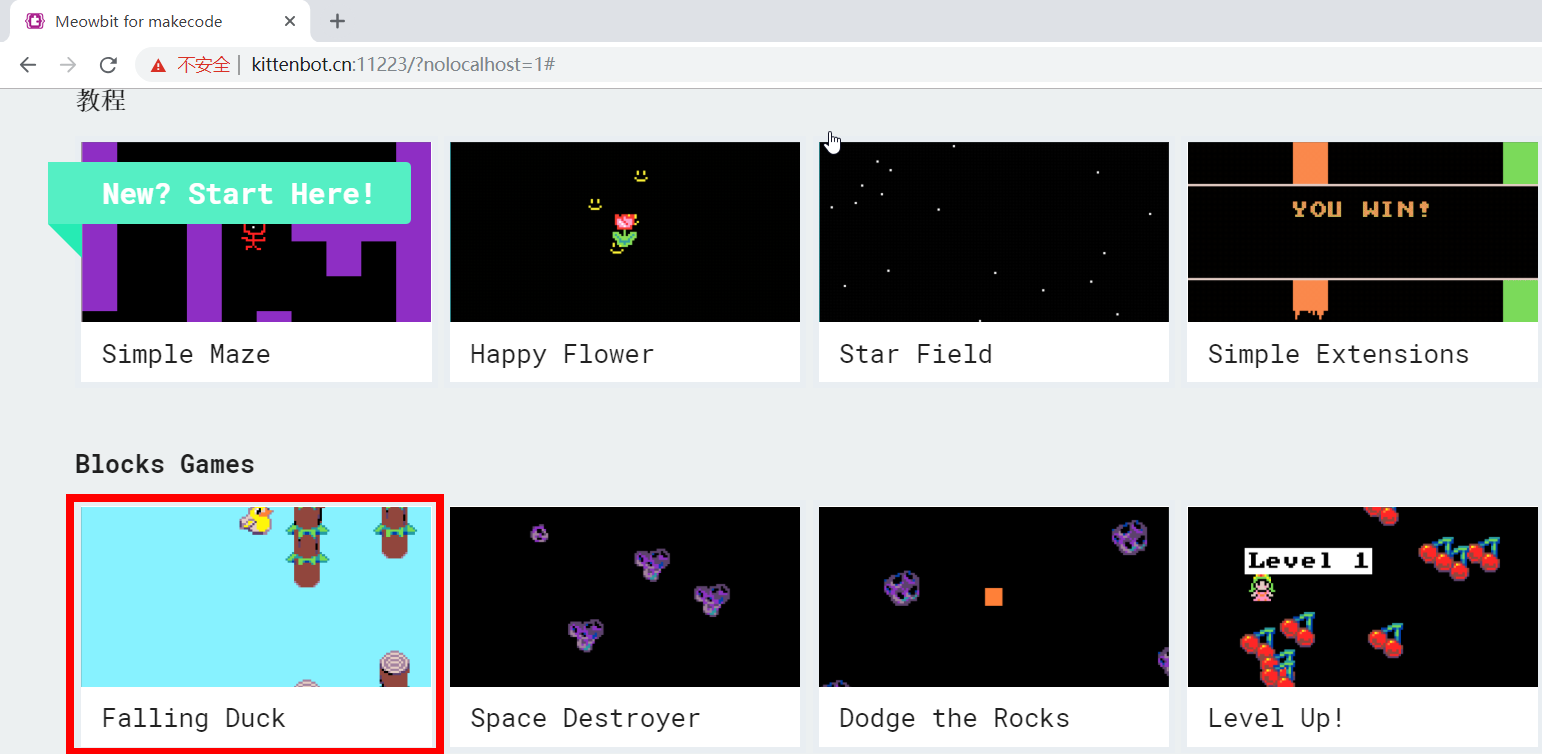 Meowbit for makecode
不安全 | kittenbot.cn:11223/?nolocalhost=1#
教程
New? Start Here!
YOU WIN!
Simple Maze
Happy Flower
Star Field
Simple Extensions
Blocks Games
Level 1
Falling Duck
Space Destroyer
Dodge the Rocks
Level Up!